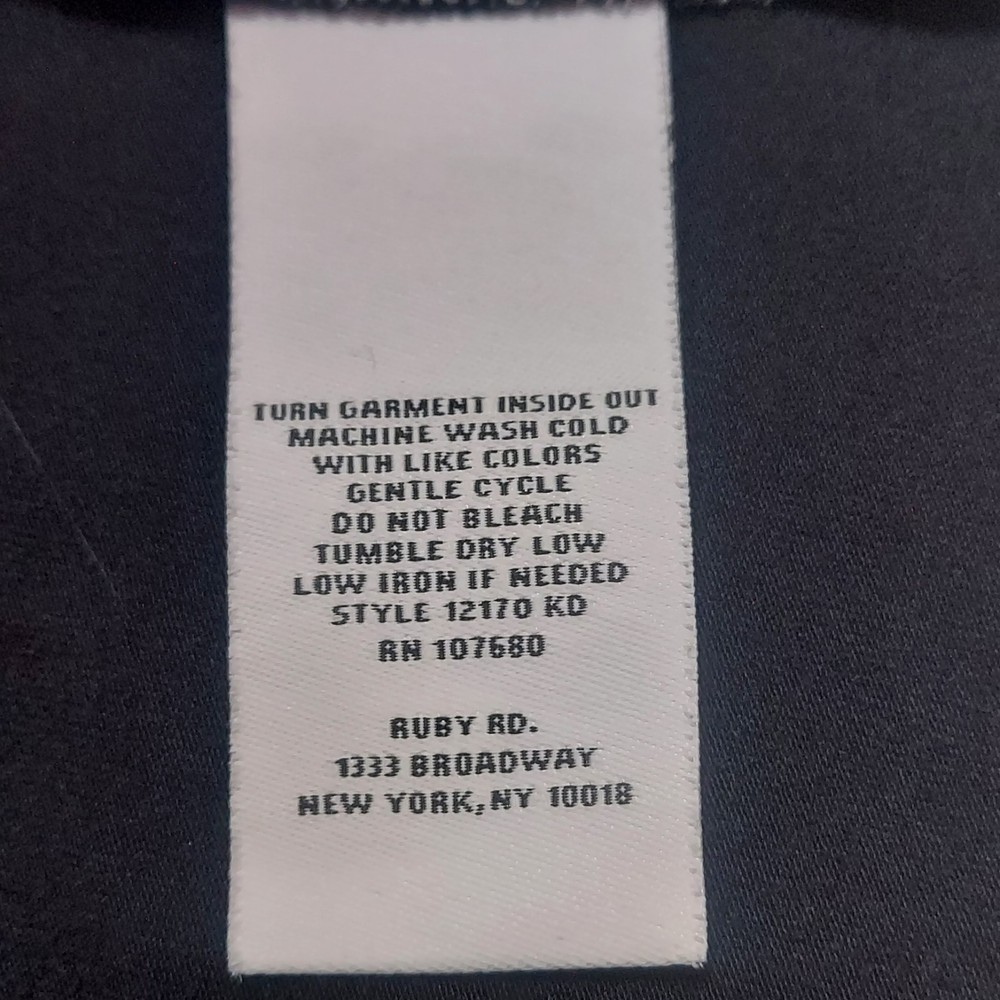 TURN GARMENT INSIDE OUT
MACHINE WASH COLD
WITH LIKE COLORS
GENTLE CYCLE
DO NOT BLEACH
TUMBLE DRY LOW
LOW IRON IF NEEDED
STYLE 12170 KD
RN 107680
RUBY RD.
1333 BROADWAY
NEW YORK, NY 10018